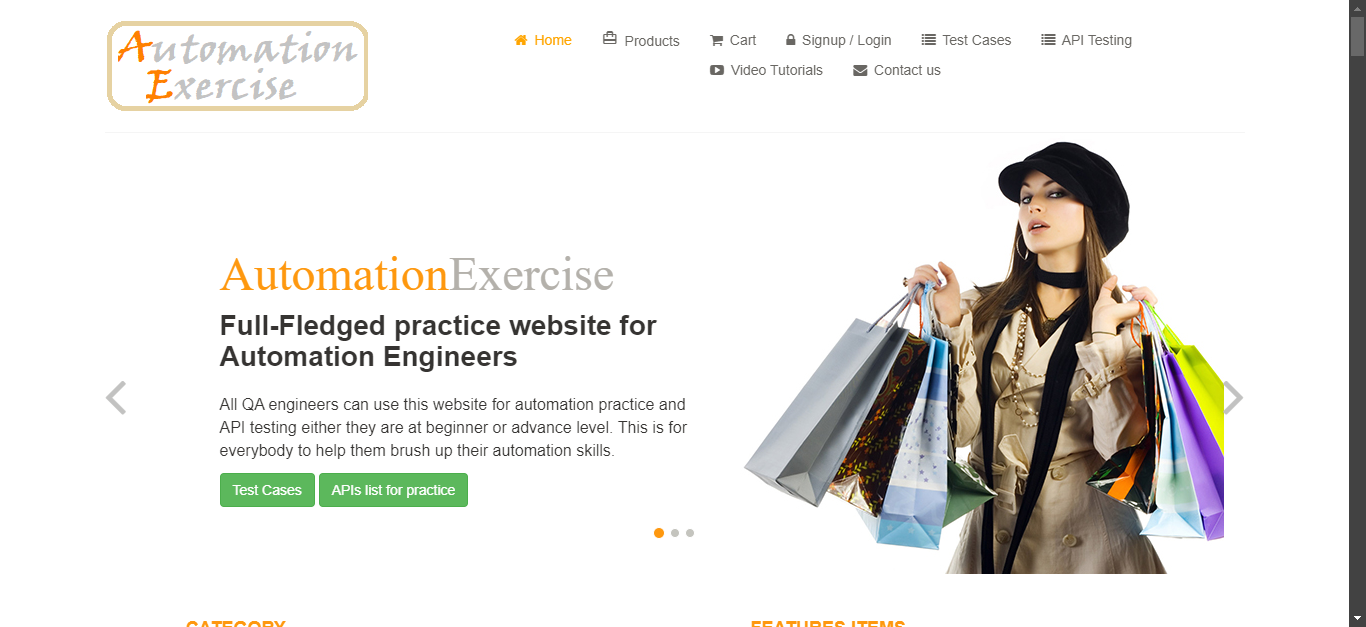 Automation
Exercise
Home Products Cart Signup / Login Test Cases API Testing
Video Tutorials Contact us
AutomationExercise
Full-Fledged practice website for
Automation Engineers
All QA engineers can use this website for automation practice and
API testing either they are at beginner or advance level. This is for
everybody to help them brush up their automation skills.
Test Cases APIs list for practice
CATEGORY FEATURES ITEMS